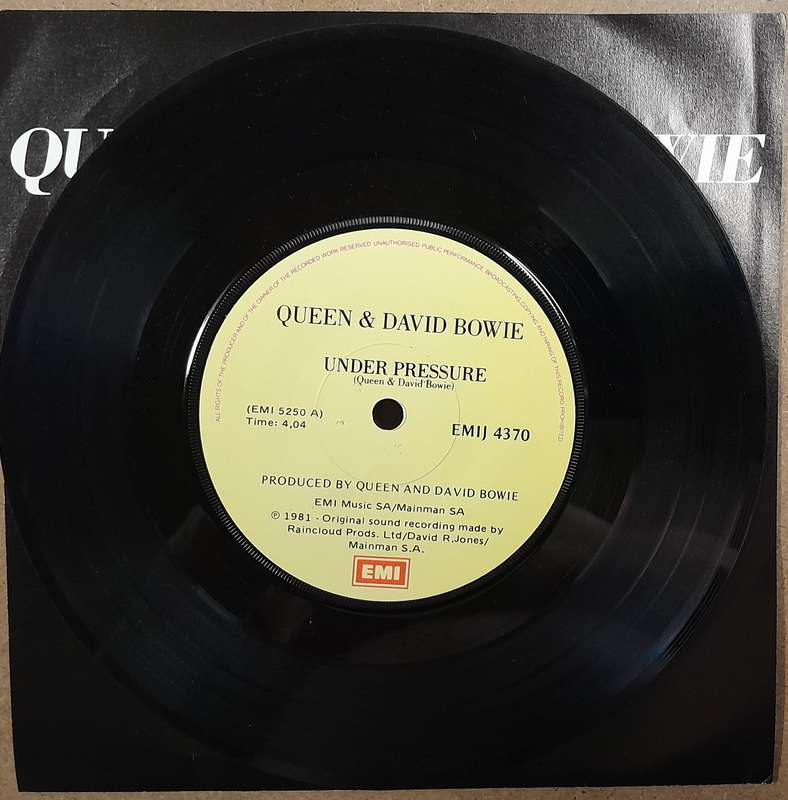 QU
WIE
ALL RIGHTS OF THE PRODUCER AND OF THE OWNER OF THE RECORDED WORK RESERVED UNAUTHORISED PUBLIC PERFORMANCE BROADCASTING COPYING AND HIRING OF THIS RECORD PROHIBITED
QUEEN & DAVID BOWIE
UNDER PRESSURE
(Queen & David Bowie)
(EMI 5250 A)
Time: 4,04
EMIJ 4370
PRODUCED BY QUEEN AND DAVID BOWIE
EMI Music SA/Mainman SA
℗ 1981 - Original sound recording made by
Raincloud Prods. Ltd/David R.Jones/
Mainman S.A.
EMI